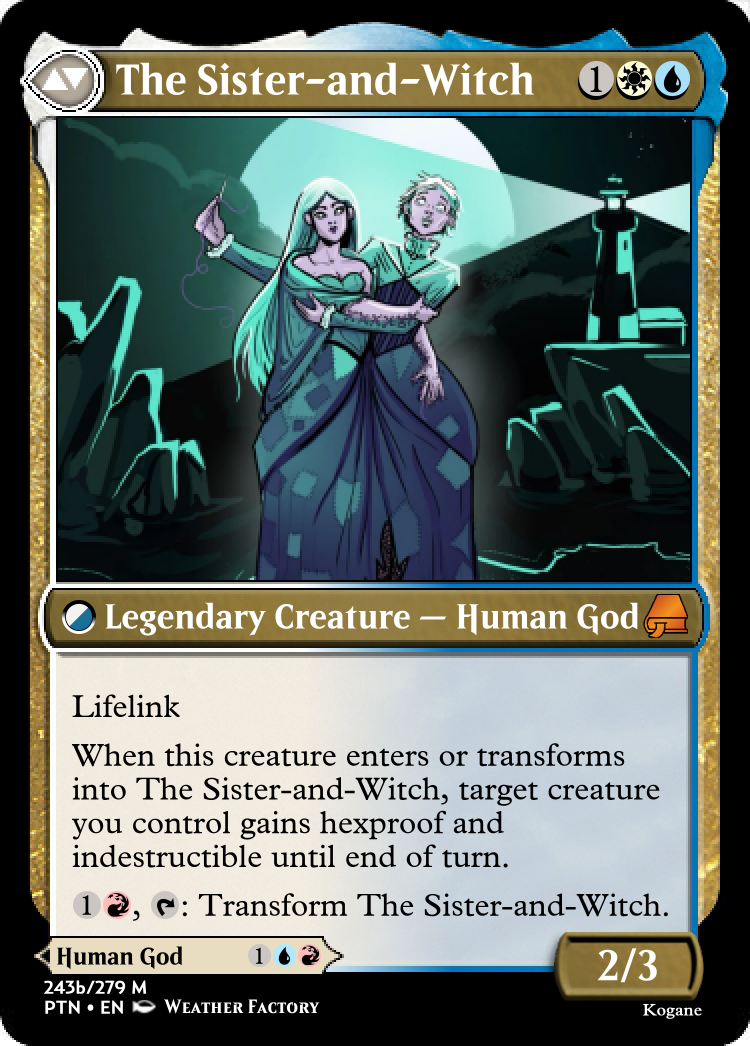 The Sister-and-Witch 1
Legendary Creature — Human God
Lifelink
When this creature enters or transforms
into The Sister-and-Witch, target creature
you control gains hexproof and
indestructible until end of turn.
1 , : Transform The Sister-and-Witch.
Human God 1
2/3
243b/279 M
PTN • EN Weather Factory
Kogane